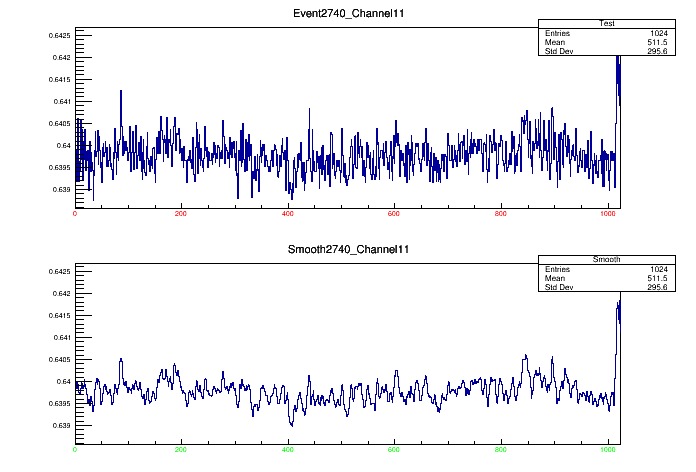 Event2740_Channel11
Test
Entries 1024
Mean 511.5
Std Dev 295.6
0.6425
0.642
0.6415
0.641
0.6405
0.64
0.6395
0.639
0 200 400 600 800 1000
Smooth2740_Channel11
Smooth
Entries 1024
Mean 511.5
Std Dev 295.6
0.6425
0.642
0.6415
0.641
0.6405
0.64
0.6395
0.639
0 200 400 600 800 1000